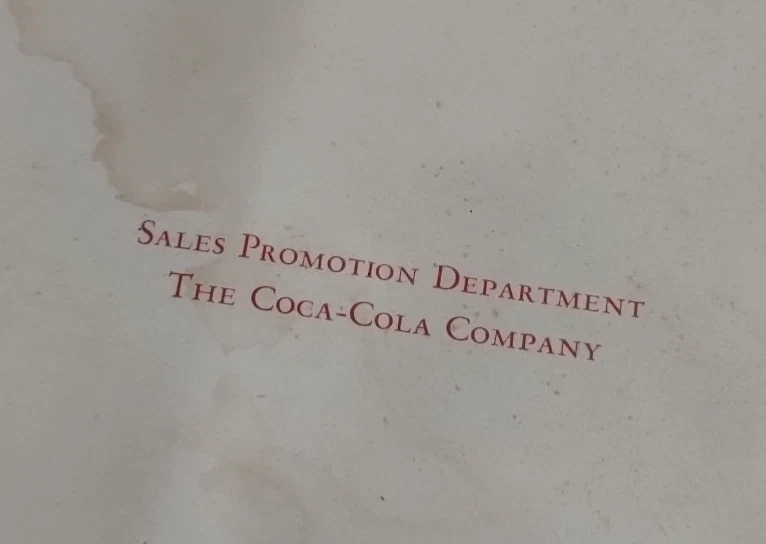 Sales Promotion Department
The Coca-Cola Company